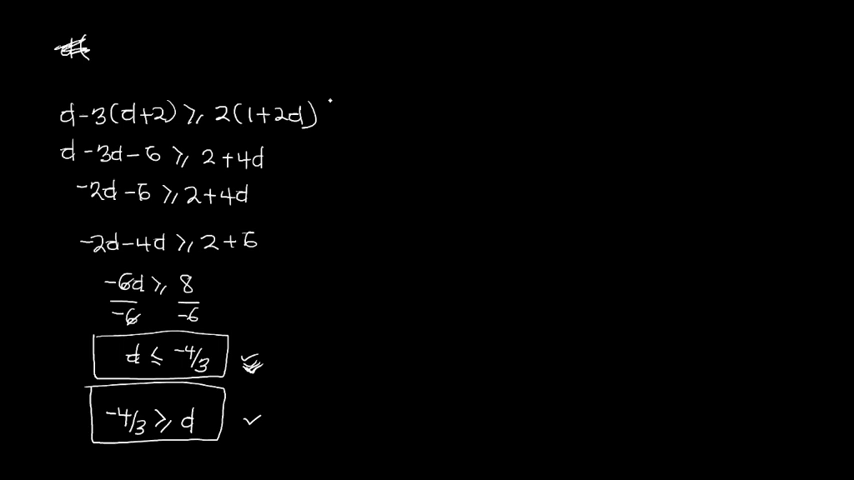 d-3(d+2) ≥ 2(1+2d)
d-3d-6 ≥ 2+4d
-2d-6 ≥ 2+4d
-2d-4d ≥ 2+6
-6d ≥ 8
-6 -6
d ≤ -4/3
-4/3 ≥ d